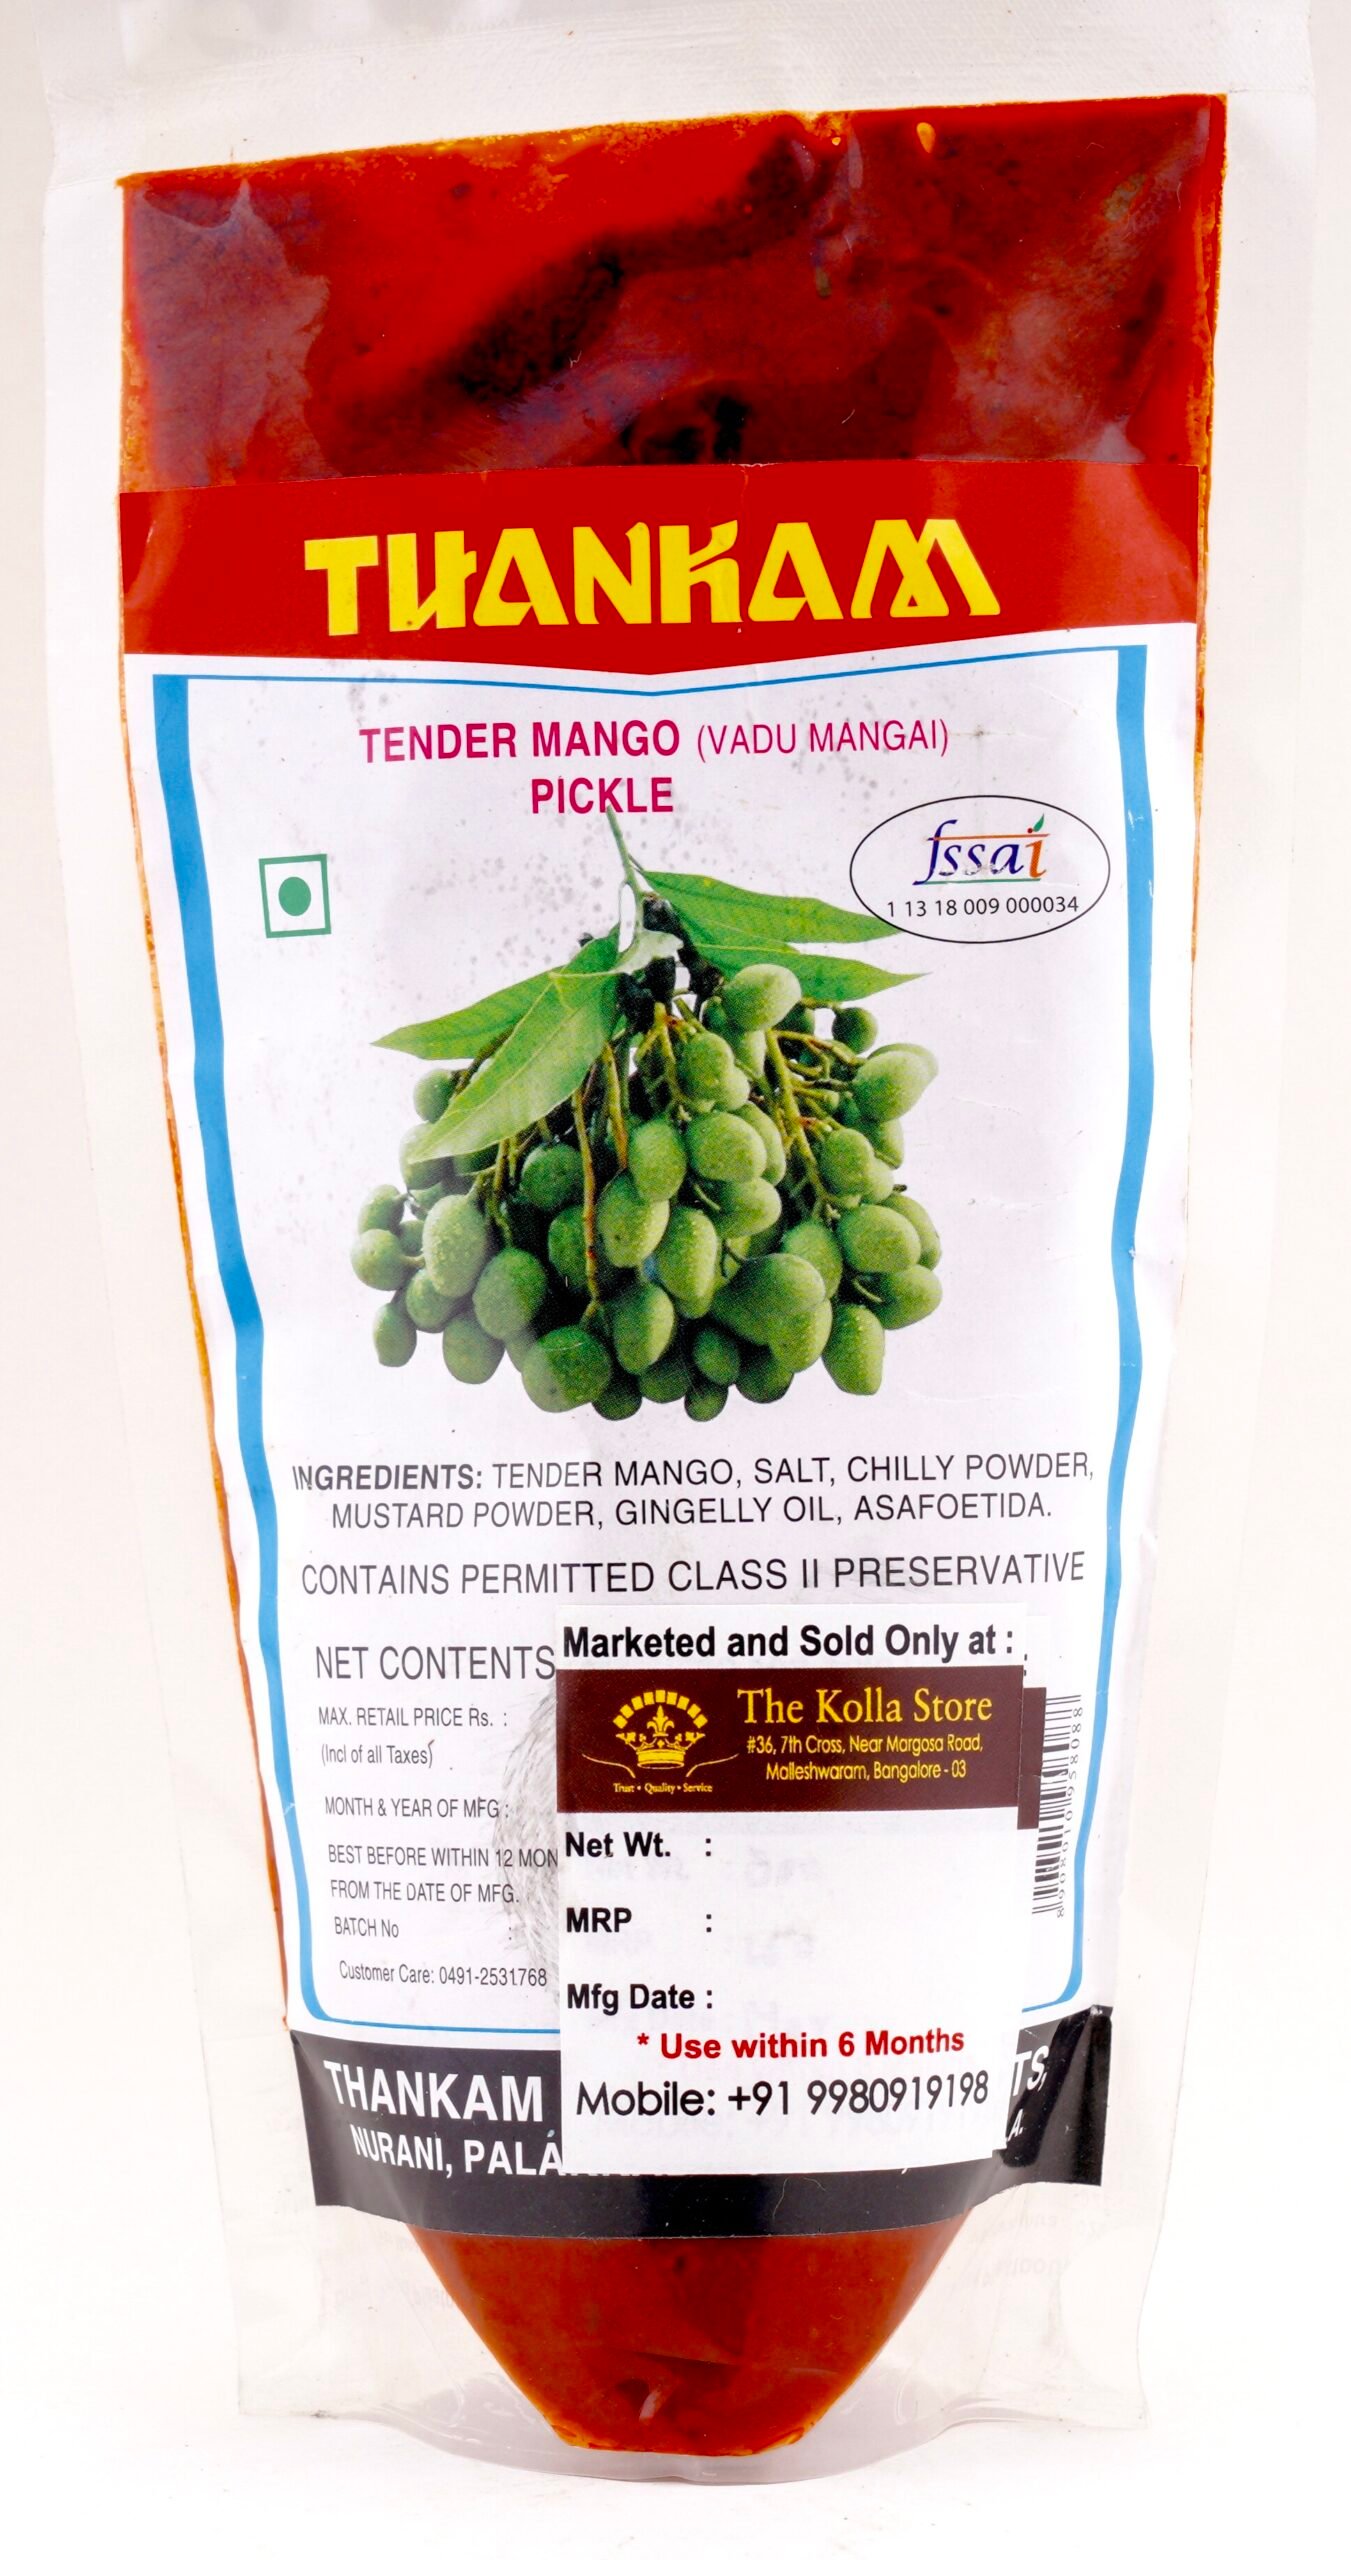 THANKAM
TENDER MANGO (VADU MANGAI)
PICKLE
fssai
1 13 18 009 000034
INGREDIENTS: TENDER MANGO, SALT, CHILLY POWDER,
MUSTARD POWDER, GINGELLY OIL, ASAFOETIDA.
CONTAINS PERMITTED CLASS II PRESERVATIVE
NET CONTENTS
MAX. RETAIL PRICE Rs. :
(Incl of all Taxes)
MONTH & YEAR OF MFG :
BEST BEFORE WITHIN 12 MON
FROM THE DATE OF MFG.
BATCH No :
Customer Care: 0491-2531768
Marketed and Sold Only at :
The Kolla Store
#36, 7th Cross, Near Margosa Road,
Malleshwaram, Bangalore - 03
Trust • Quality • Service
Net Wt. :
MRP :
Mfg Date :
* Use within 6 Months
Mobile: +91 9980919198
8908010958088
THANKAM TS,
NURANI, A.